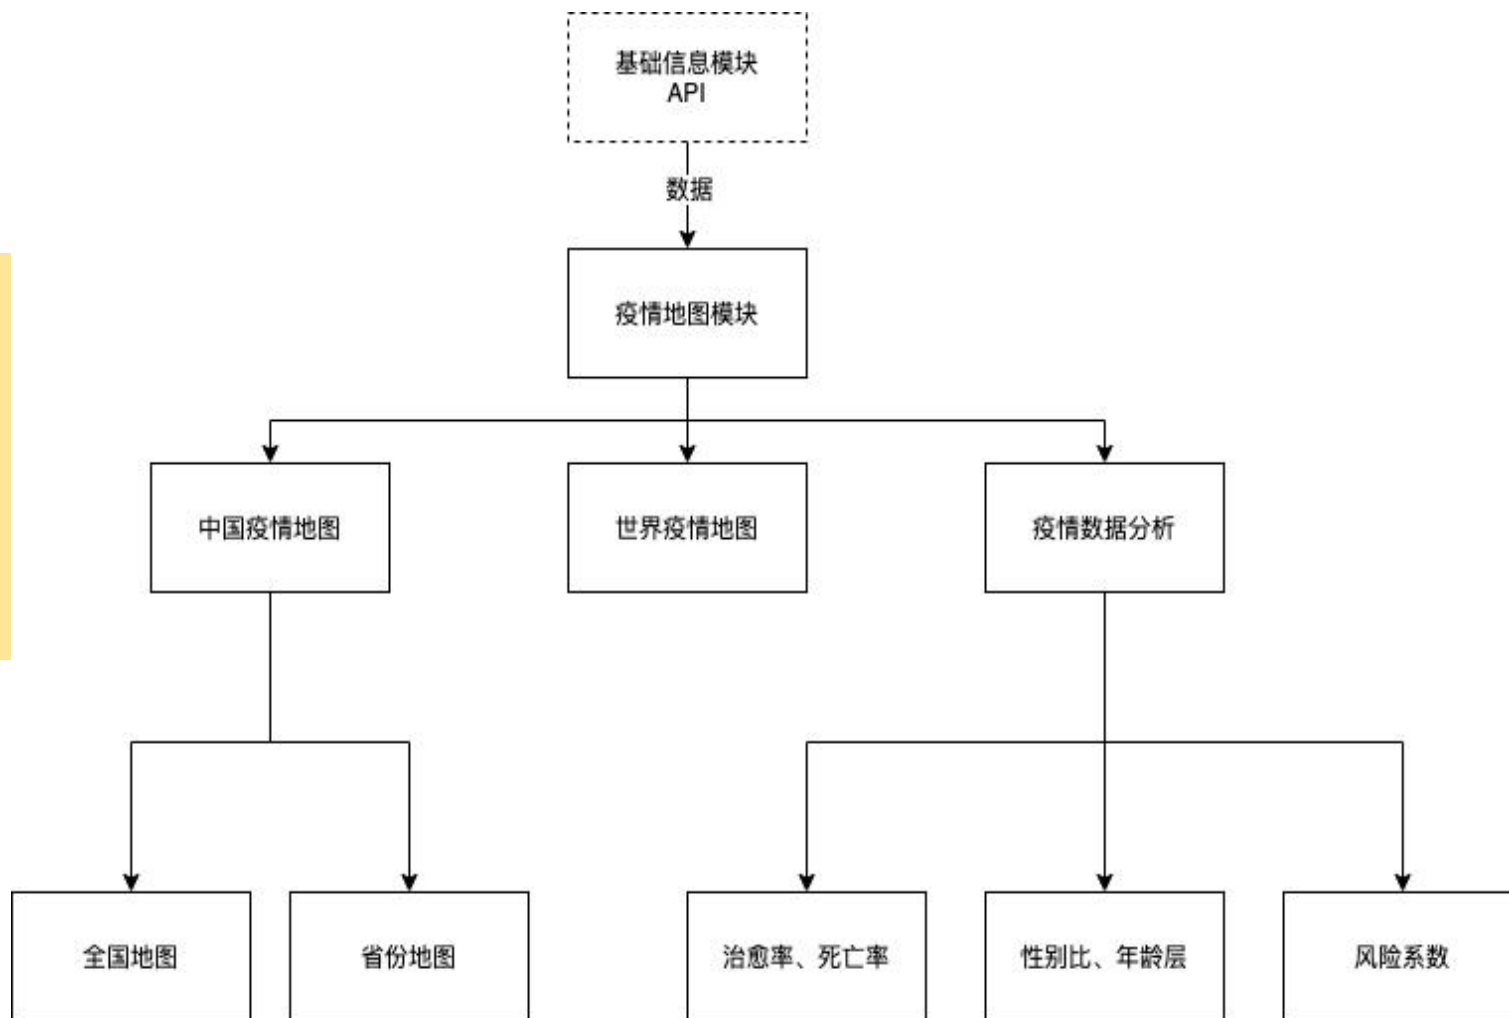 基础信息模块
API
数据
疫情地图模块
中国疫情地图
世界疫情地图
疫情数据分析
全国地图
省份地图
治愈率、死亡率
性别比、年龄层
风险系数